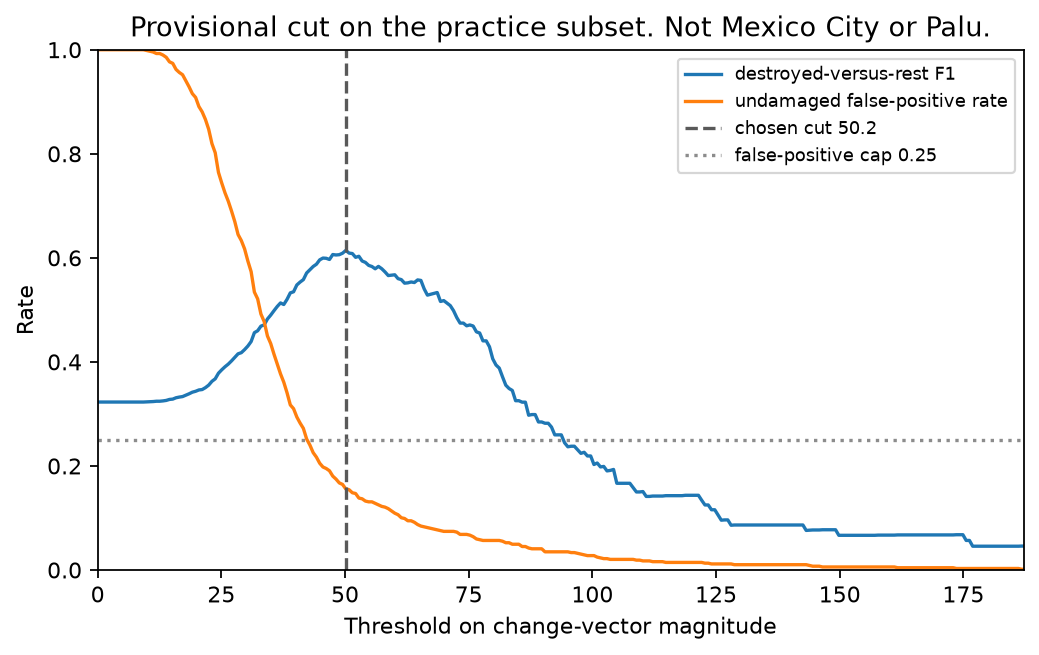 Provisional cut on the practice subset. Not Mexico City or Palu.
destroyed-versus-rest F1
undamaged false-positive rate
chosen cut 50.2
false-positive cap 0.25
Rate
1.0
0.8
0.6
0.4
0.2
0.0
0 25 50 75 100 125 150 175
Threshold on change-vector magnitude